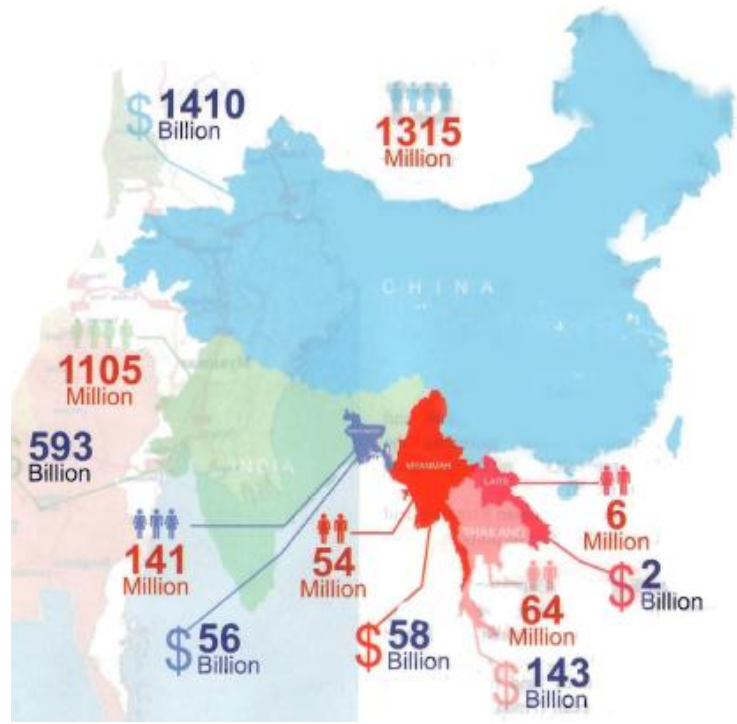 $ 1410
Billion
1315
Million
CHINA
1105
Million
$ 593
Billion
INDIA
MYANMAR
LAOS
THAILAND
141
Million
54
Million
6
Million
$ 2
Billion
64
Million
$ 56
Billion
$ 58
Billion
$ 143
Billion